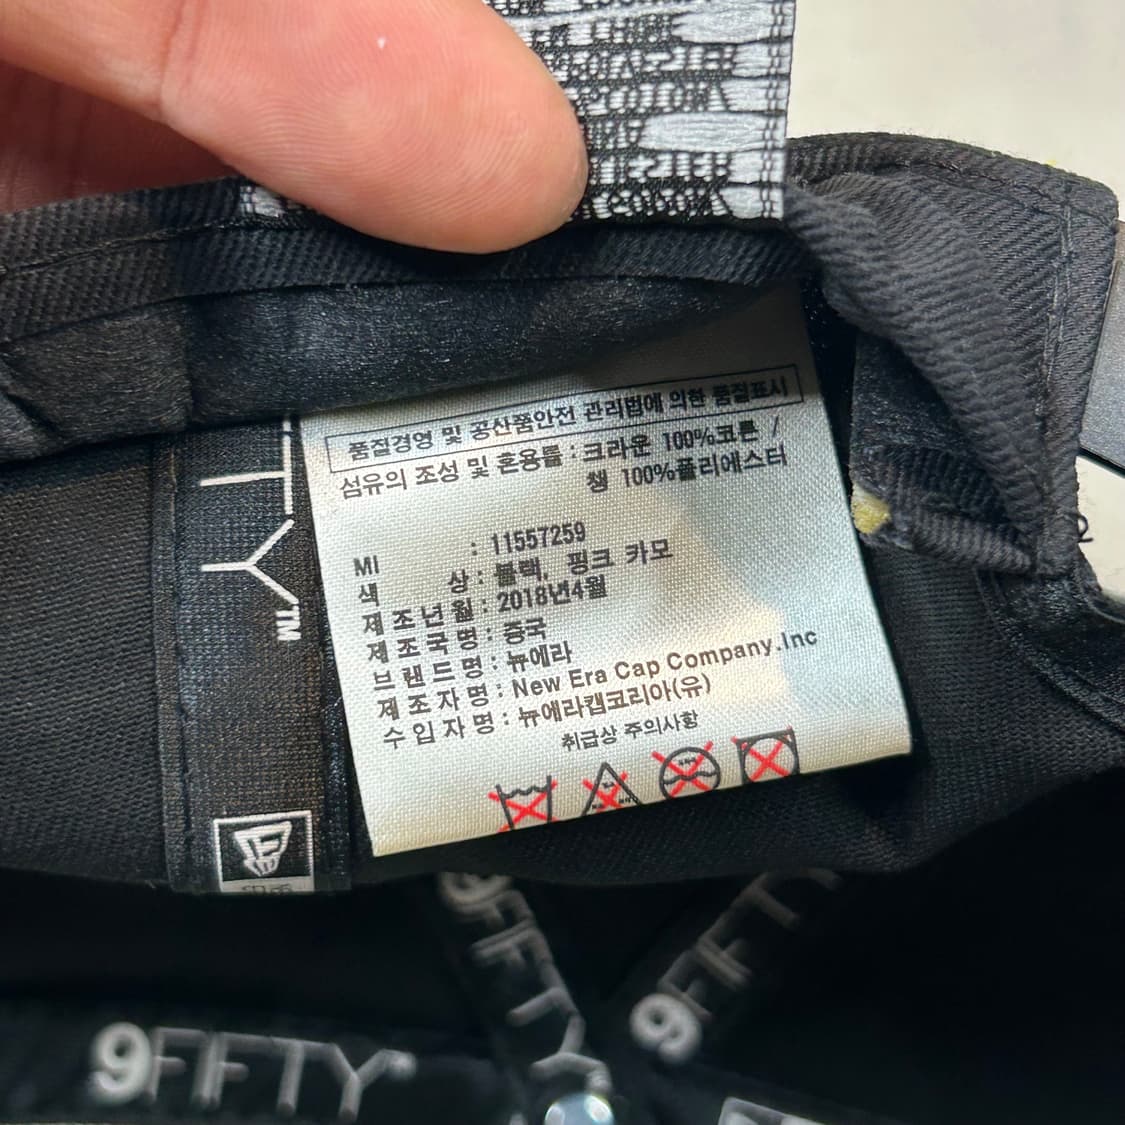 품질경영 및 공산품안전 관리법에 의한 품질표시
섬유의 조성 및 혼용률 : 크라운 100%코튼 /
챙 100%폴리에스터
MI : 11557259
색 상 : 블랙, 핑크 카모
제조년월 : 2018년4월
제조국명 : 중국
브랜드명 : 뉴에라
제조자명 : New Era Cap Company.Inc
수입자명 : 뉴에라캡코리아(유)
취급상 주의사항
TY™
9FIFTY
9FIFTY
9FIFTY